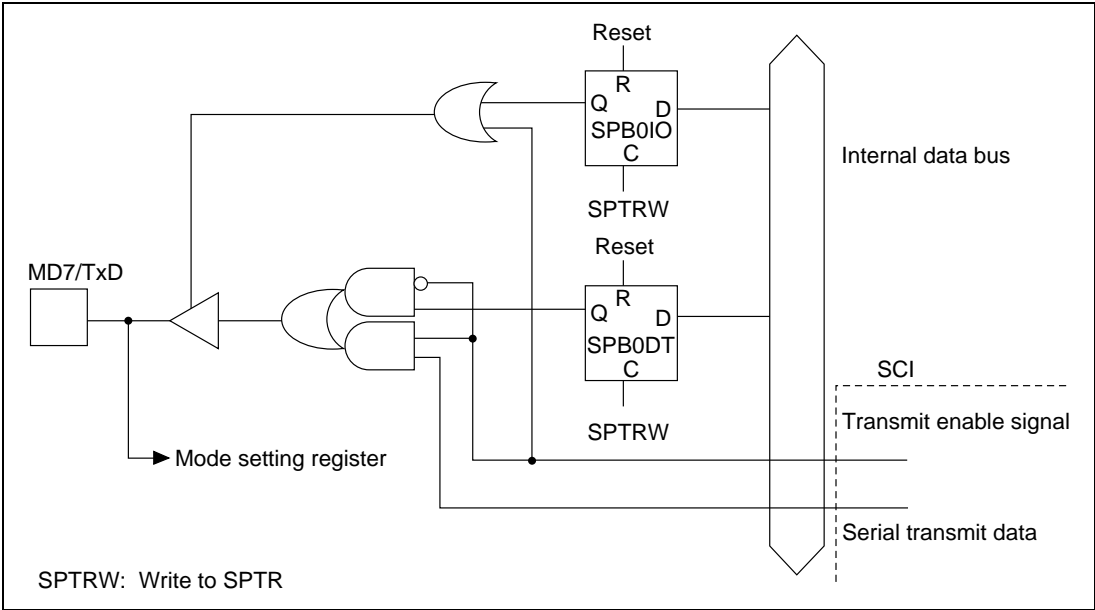 Reset
R
Q
D
SPB0IO
C
Internal data bus
SPTRW
Reset
MD7/TxD
R
Q
D
SPB0DT
C
SCI
Transmit enable signal
SPTRW
Mode setting register
Serial transmit data
SPTRW: Write to SPTR